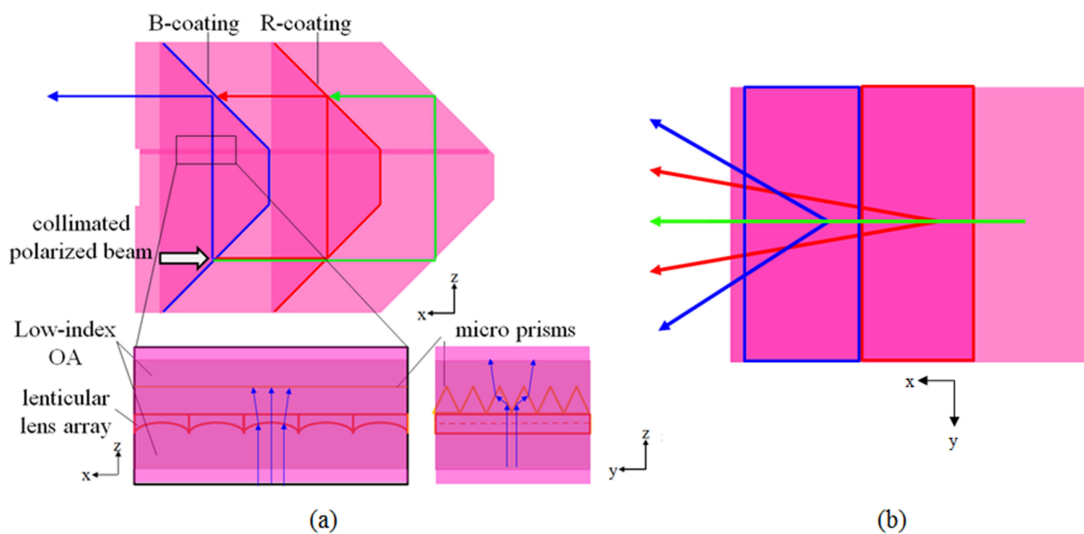 B-coating R-coating
collimated
polarized beam
z
x
Low-index
OA
micro prisms
lenticular
lens array
z
x
z
y
x
y
(a)
(b)